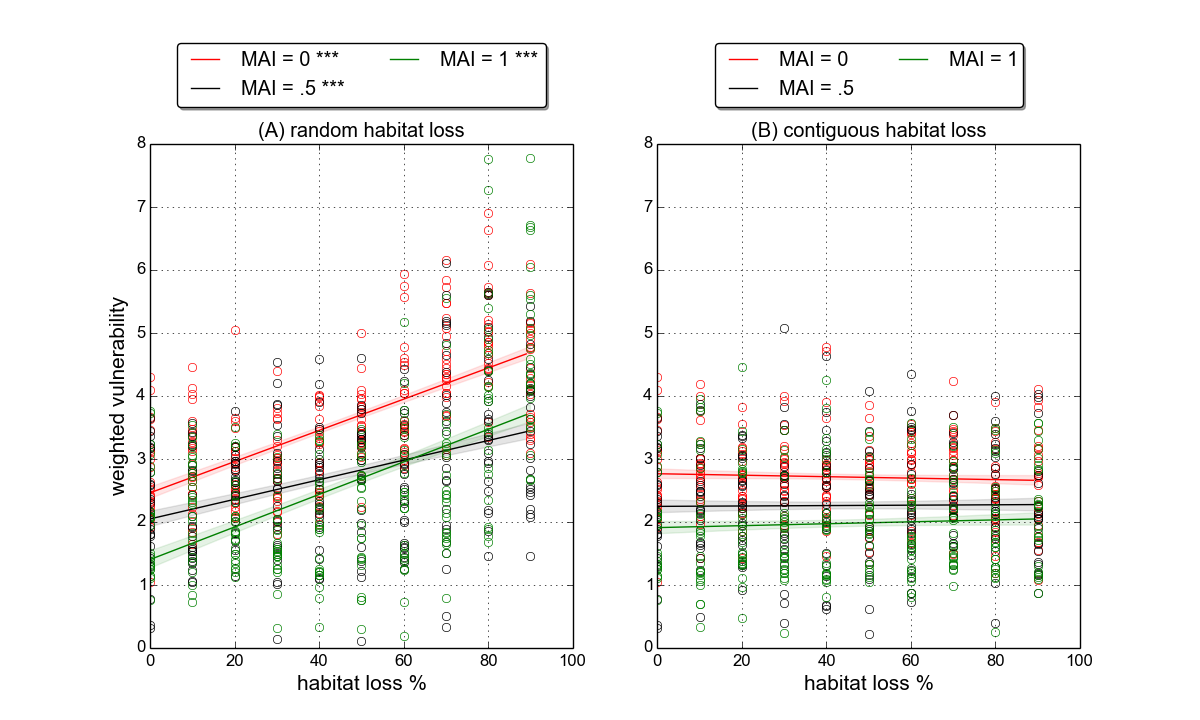 MAI = 0 *** MAI = 1 ***
MAI = .5 ***
(A) random habitat loss
8
7
6
5
4
3
2
1
0
weighted vulnerability
0 20 40 60 80 100
habitat loss %
MAI = 0 MAI = 1
MAI = .5
(B) contiguous habitat loss
8
7
6
5
4
3
2
1
0
0 20 40 60 80 100
habitat loss %